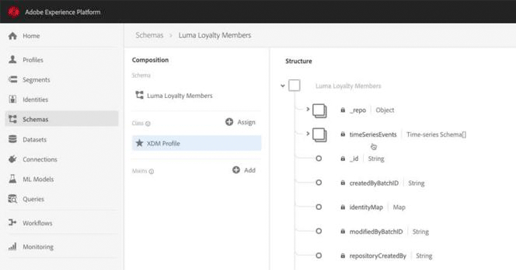 Adobe Experience Platform
Home
Profiles
Segments
Identities
Schemas
Datasets
Connections
ML Models
Queries
Workflows
Monitoring
Schemas > Luma Loyalty Members
Composition
Schema
Luma Loyalty Members
Class
Assign
XDM Profile
Mixins
Add
Structure
Luma Loyalty Members
_repo | Object
timeSeriesEvents | Time-series Schema[]
_id | String
createdByBatchID | String
identityMap | Map
modifiedByBatchID | String
repositoryCreatedBy | String